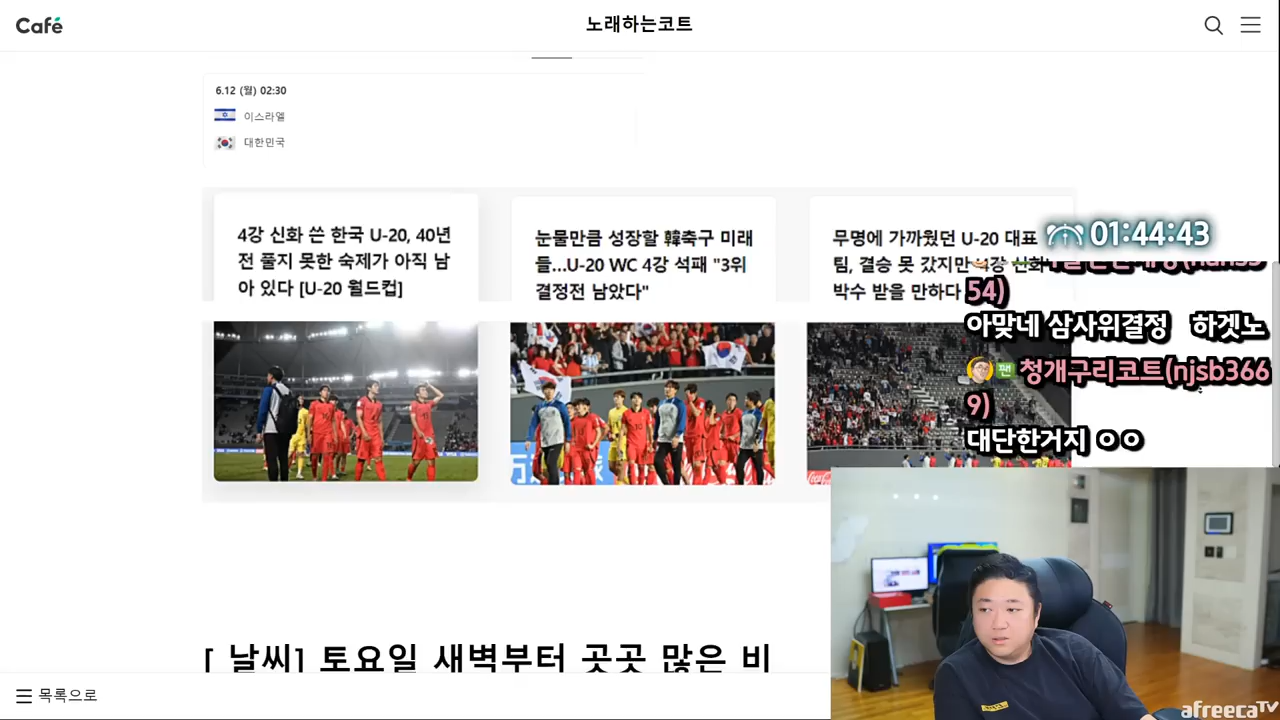 Café
노래하는코트
6.12 (월) 02:30
이스라엘
대한민국
4강 신화 쓴 한국 U-20, 40년
전 풀지 못한 숙제가 아직 남
아 있다 [U-20 월드컵]
눈물만큼 성장할 韓축구 미래
들...U-20 WC 4강 석패 "3위
결정전 남았다"
무명에 가까웠던 U-20 대표
팀, 결승 못 갔지만
박수 받을 만하다
01:44:43
54)
아맞네 삼사위결정 하겟노
팬 청개구리코트(njsb366
9)
대단한거지 ㅇㅇ
[ 날씨] 토요일 새벽부터 곳곳 많은 비
목록으로
afreecaTV